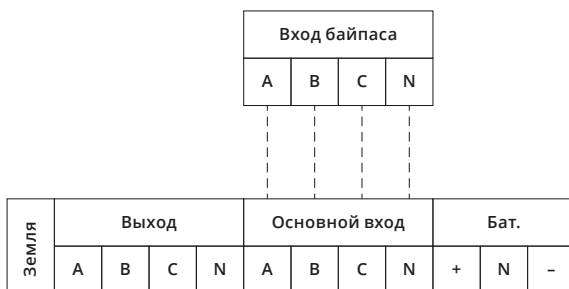 Вход байпаса
A B C N
Земля
Выход Основной вход Бат.
A B C N A B C N + N –